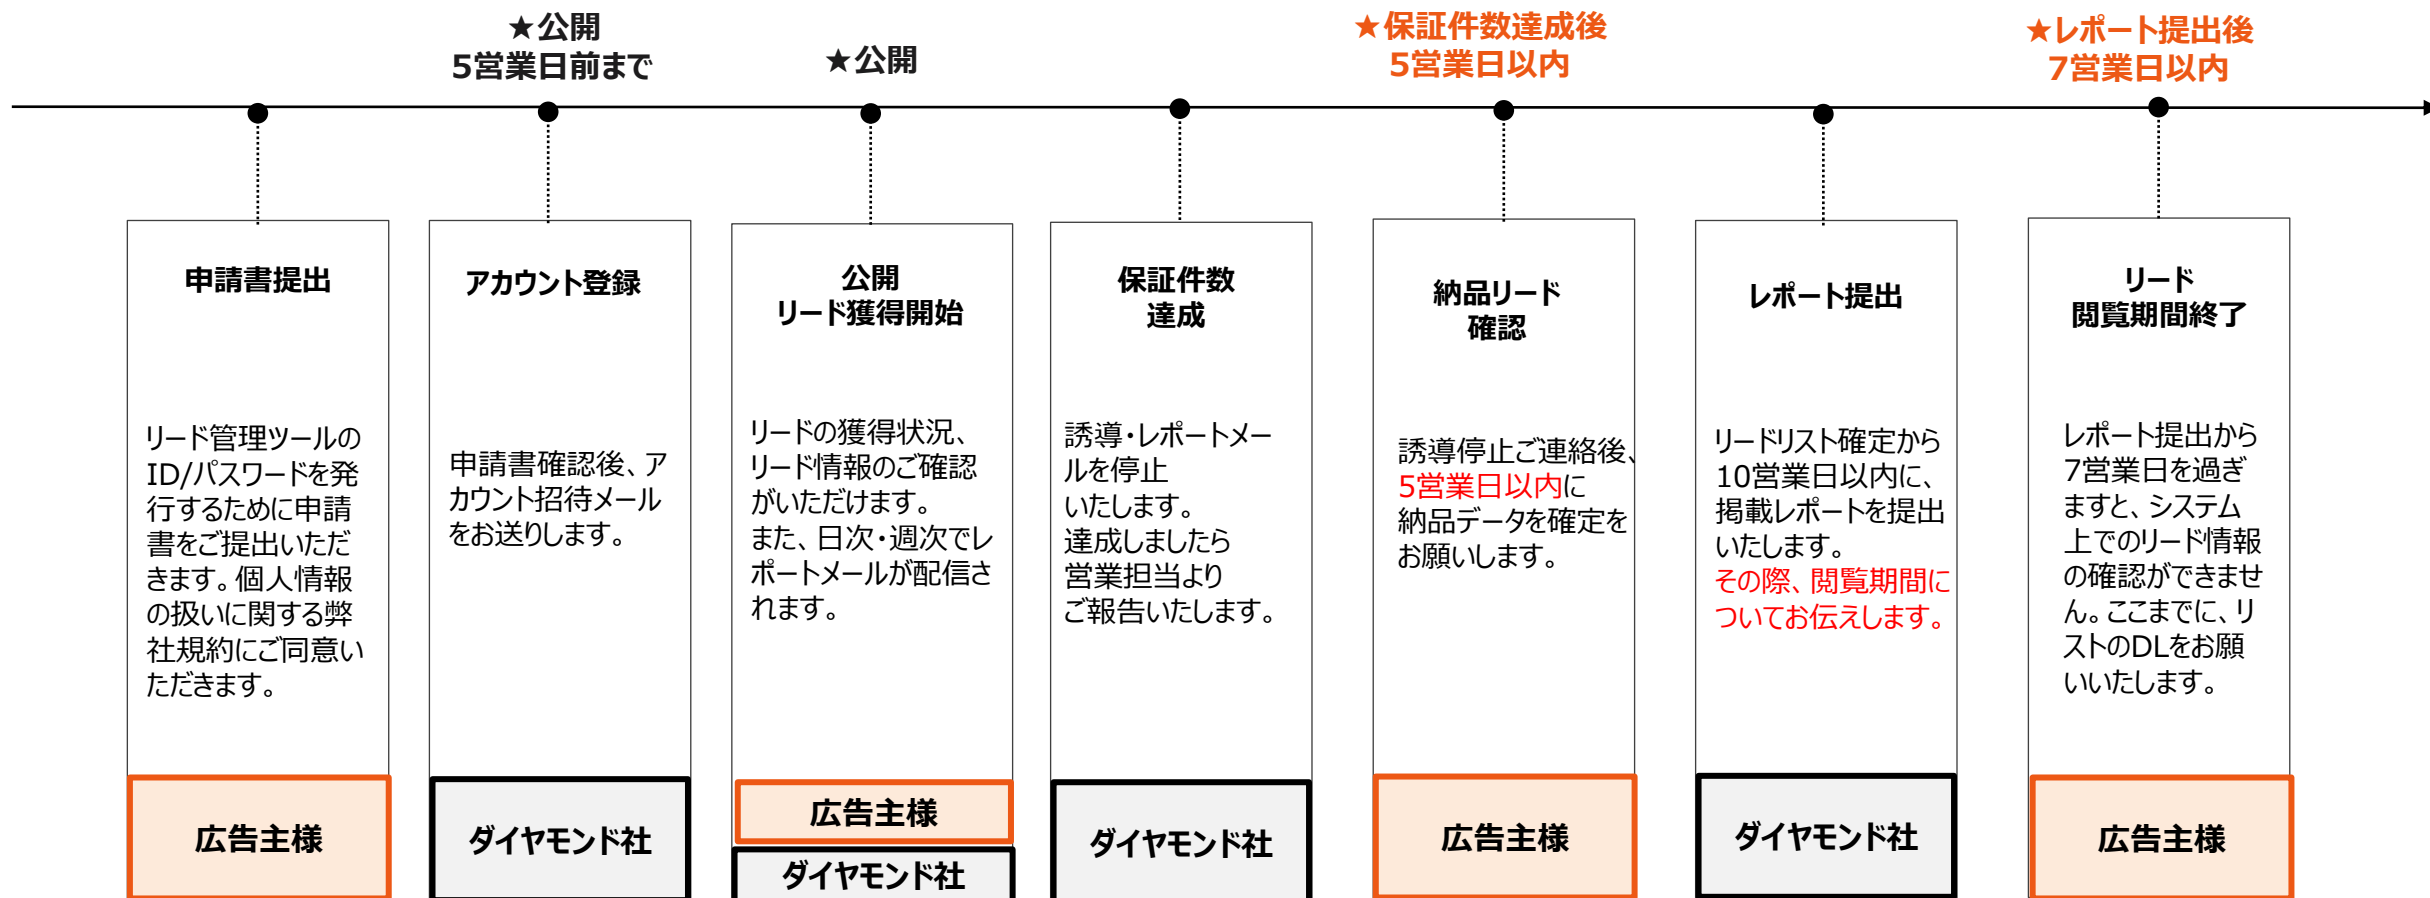 ★公開
5営業日前まで
★公開
★保証件数達成後
5営業日以内
★レポート提出後
7営業日以内
申請書提出
リード管理ツールの
ID/パスワードを発
行するために申請
書をご提出いただ
きます。個人情報
の扱いに関する弊
社規約にご同意い
ただきます。
広告主様
アカウント登録
申請書確認後、ア
カウント招待メール
をお送りします。
ダイヤモンド社
公開
リード獲得開始
リードの獲得状況、
リード情報のご確認
がいただけます。
また、日次・週次でレ
ポートメールが配信さ
れます。
広告主様
ダイヤモンド社
保証件数
達成
誘導・レポートメー
ルを停止
いたします。
達成しましたら
営業担当より
ご報告いたします。
ダイヤモンド社
納品リード
確認
誘導停止ご連絡後、
5営業日以内に
納品データを確定を
お願いします。
広告主様
レポート提出
リードリスト確定から
10営業日以内に、
掲載レポートを提出
いたします。
その際、閲覧期間に
ついてお伝えします。
ダイヤモンド社
リード
閲覧期間終了
レポート提出から
7営業日を過ぎ
ますと、システム
上でのリード情報
の確認ができませ
ん。ここまでに、リ
ストのDLをお願
いいたします。
広告主様